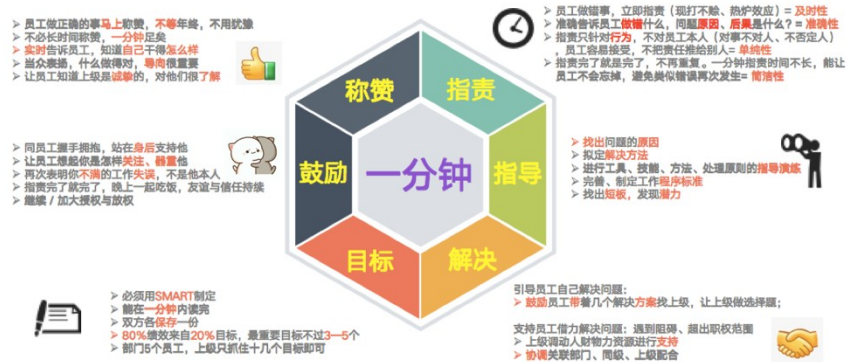 员工做正确的事马上称赞，不等年终，不用犹豫
不必长时间称赞，一分钟足矣
实时告诉员工，知道自己干得怎么样
当众表扬，什么做得对，导向很重要
让员工知道上级是诚挚的，对他们很了解
员工做错事，立即指责（现打不赊、热炉效应）= 及时性
准确告诉员工做错什么，问题原因、后果是什么？= 准确性
指责只针对行为，不对员工本人（对事不对人、不否定人）
，员工容易接受，不把责任推给别人= 单纯性
指责完了就是完了，不再重复。一分钟指责时间不长，能让
员工不会忘掉，避免类似错误再次发生= 简洁性
称赞
指责
鼓励
一分钟
指导
目标
解决
同员工握手拥抱，站在身后支持他
让员工想起你是怎样关注、器重他
再次表明你不满的工作失误，不是他本人
指责完了就完了，晚上一起吃饭，友谊与信任持续
继续 / 加大授权与放权
找出问题的原因
拟定解决方法
进行工具、技能、方法、处理原则的指导演练
完善、制定工作程序标准
找出短板，发现潜力
必须用SMART制定
能在一分钟内读完
双方各保存一份
80%绩效来自20%目标，最重要目标不过3—5个
部门5个员工，上级只抓住十几个目标即可
引导员工自己解决问题：
鼓励员工带着几个解决方案找上级，让上级做选择题；
支持员工借力解决问题：遇到阻碍、超出职权范围
上级调动人财物力资源进行支持
协调关联部门、同级、上级配合